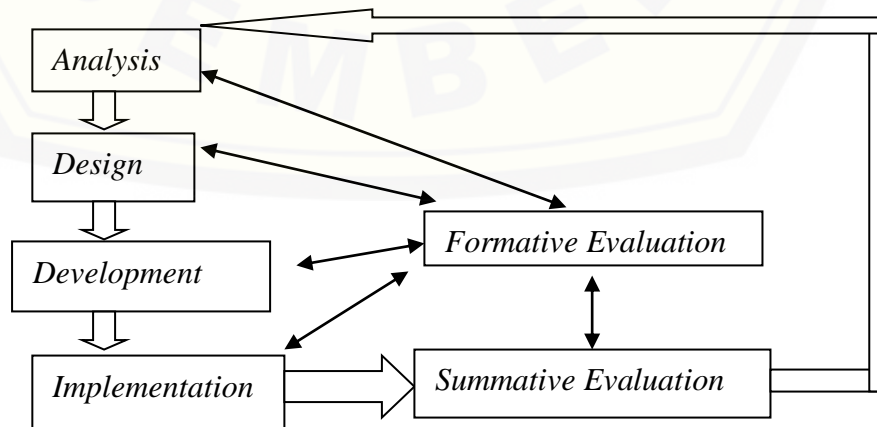 Analysis
Design
Formative Evaluation
Development
Implementation
Summative Evaluation